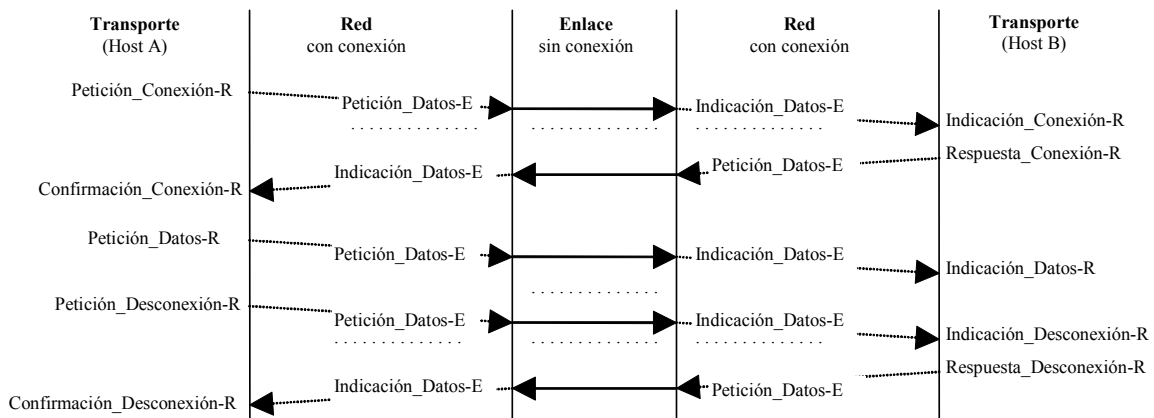 Transporte Red Enlace Red Transporte
(Host A) con conexión sin conexión con conexión (Host B)
Petición_Conexión-R
Petición_Datos-E Indicación_Datos-E
Indicación_Conexión-R
Respuesta_Conexión-R
Indicación_Datos-E Petición_Datos-E
Confirmación_Conexión-R
Petición_Datos-R
Petición_Datos-E Indicación_Datos-E
Indicación_Datos-R
Petición_Desconexión-R
Petición_Datos-E Indicación_Datos-E
Indicación_Desconexión-R
Respuesta_Desconexión-R
Indicación_Datos-E Petición_Datos-E
Confirmación_Desconexión-R